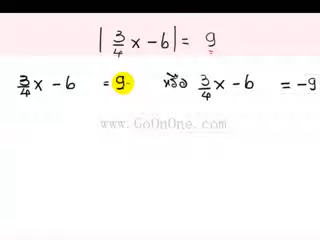 |3/4 x - 6| = 9
3/4 x - 6 = 9 หรือ 3/4 x - 6 = -9
www.GoOnOne.com